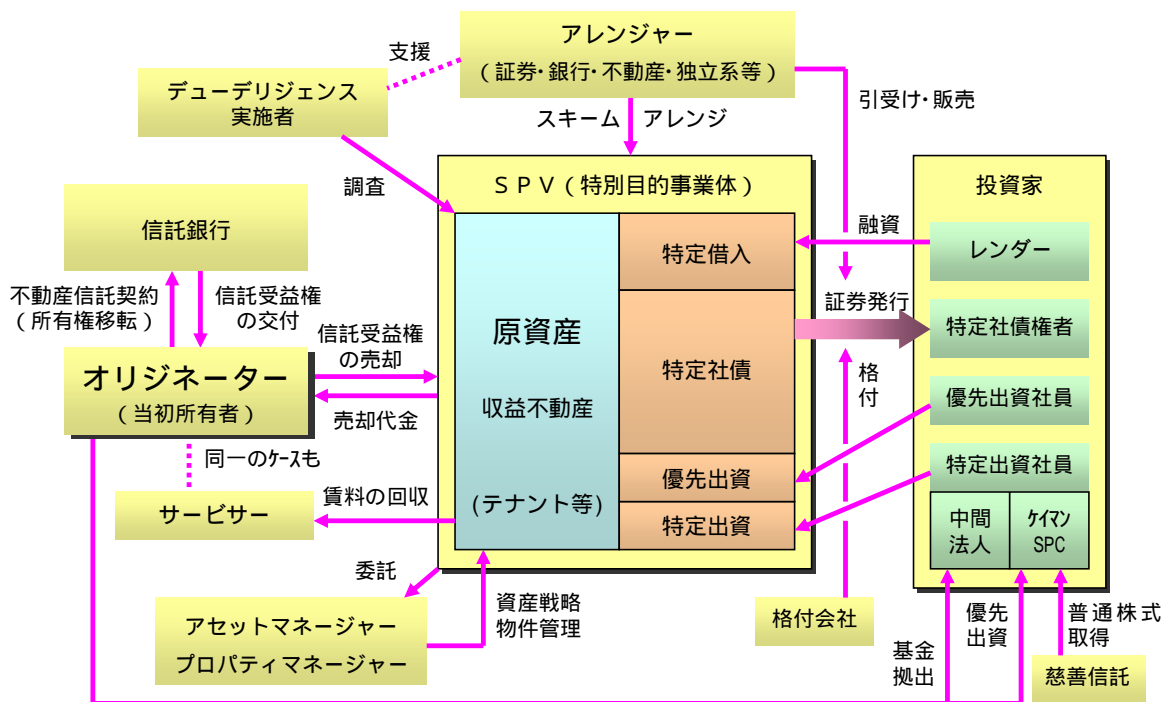 アレンジャー
（証券・銀行・不動産・独立系等）
支援
デューデリジェンス
実施者
引受け・販売
スキーム
アレンジ
調査
ＳＰＶ（特別目的事業体）
投資家
信託銀行
融資
特定借入
レンダー
不動産信託契約
（所有権移転）
信託受益権
の交付
証券発行
信託受益権
の売却
原資産
特定社債
特定社債権者
オリジネーター
（当初所有者）
収益不動産
格
付
優先出資社員
売却代金
同一のｹｰｽも
特定出資社員
優先出資
賃料の回収
(テナント等)
サービサー
特定出資
中間
法人
ｹｲﾏﾝ
SPC
委託
資産戦略
物件管理
アセットマネージャー
プロパティマネージャー
格付会社
優先
出資
普通株式
取得
基金
拠出
慈善信託